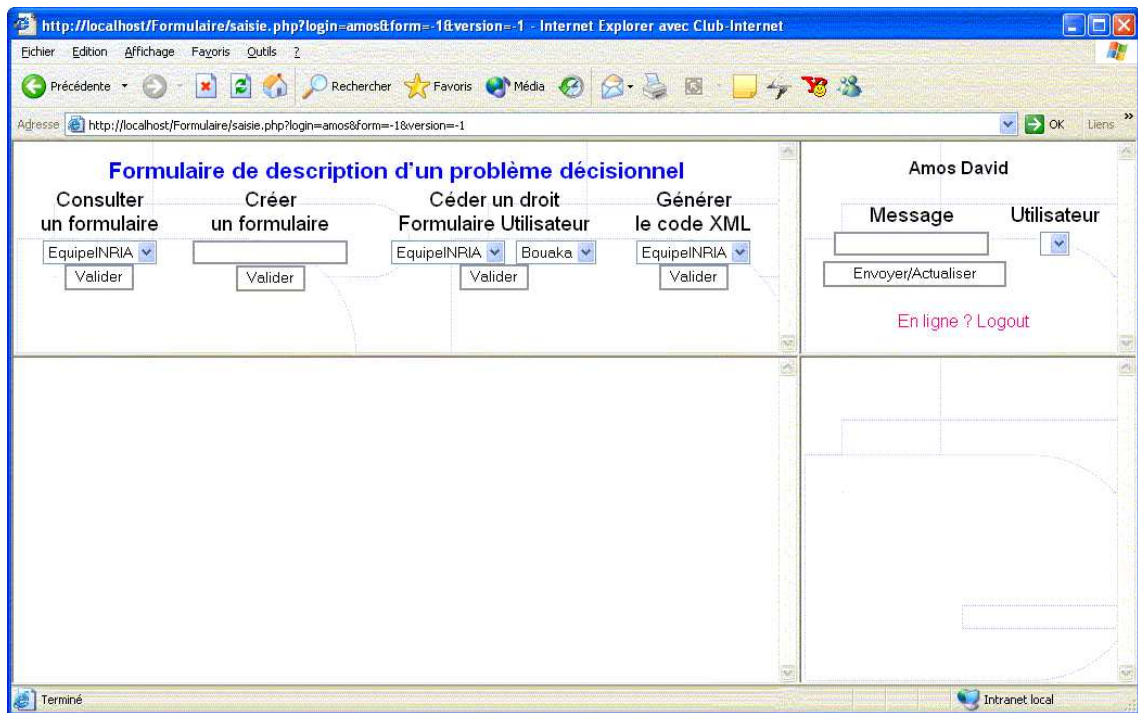 http://localhost/Formulaire/saisie.php?login=amos&form=-1&version=-1 - Internet Explorer avec Club-Internet
Fichier Edition Affichage Favoris Outils ?
Précédente Rechercher Favoris Média
Adresse http://localhost/Formulaire/saisie.php?login=amos&form=-1&version=-1 OK Liens »
Formulaire de description d'un problème décisionnel
Consulter un formulaire
EquipeINRIA
Valider
Créer un formulaire
Valider
Céder un droit
Formulaire Utilisateur
EquipeINRIA Bouaka
Valider
Générer le code XML
EquipeINRIA
Valider
Amos David
Message Utilisateur
Envoyer/Actualiser
En ligne ? Logout
Terminé Intranet local